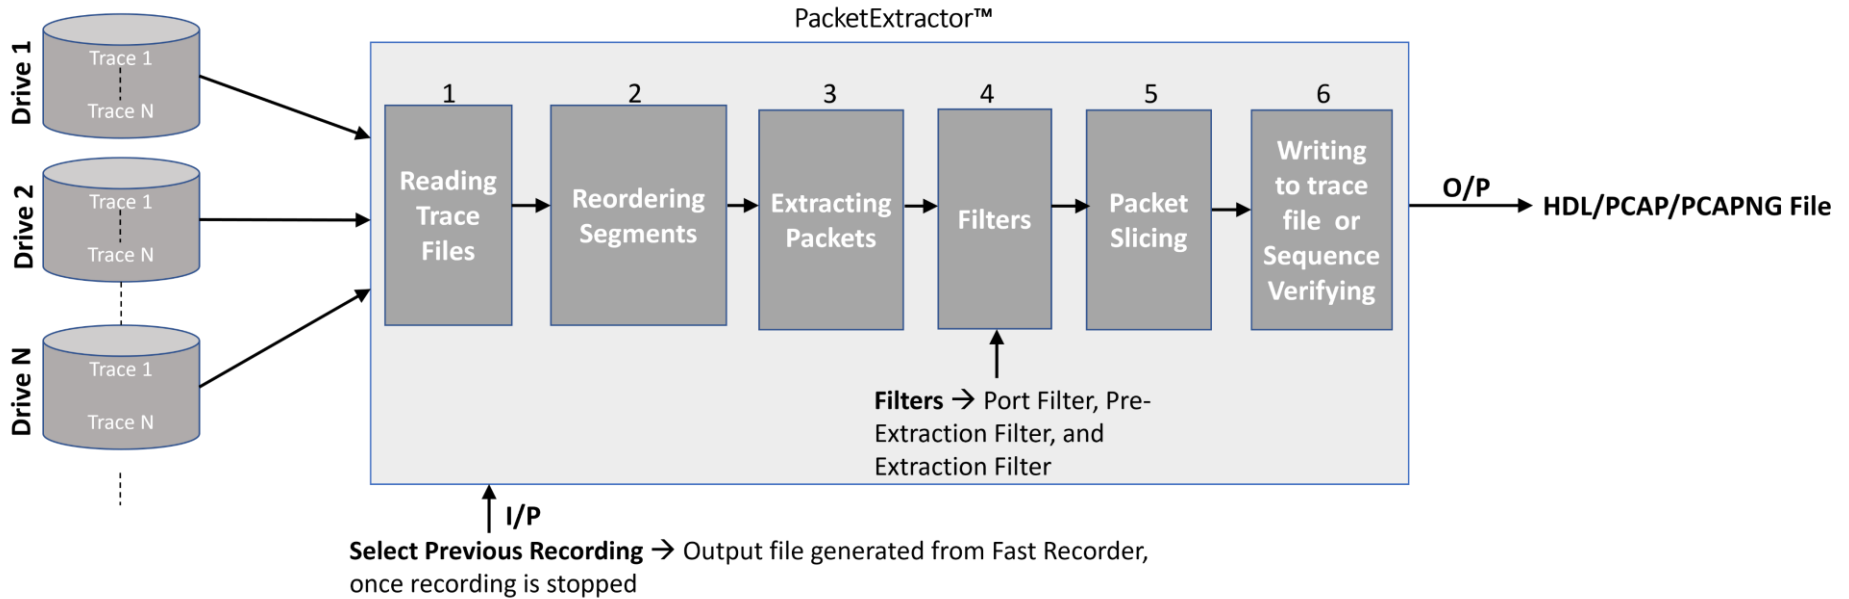 PacketExtractor™
Drive 1
Trace 1
Trace N
Drive 2
Trace 1
Trace N
Drive N
Trace 1
Trace N
1
Reading
Trace
Files
2
Reordering
Segments
3
Extracting
Packets
4
Filters
5
Packet
Slicing
6
Writing
to trace
file or
Sequence
Verifying
O/P
HDL/PCAP/PCAPNG File
Filters → Port Filter, Pre-
Extraction Filter, and
Extraction Filter
I/P
Select Previous Recording → Output file generated from Fast Recorder,
once recording is stopped